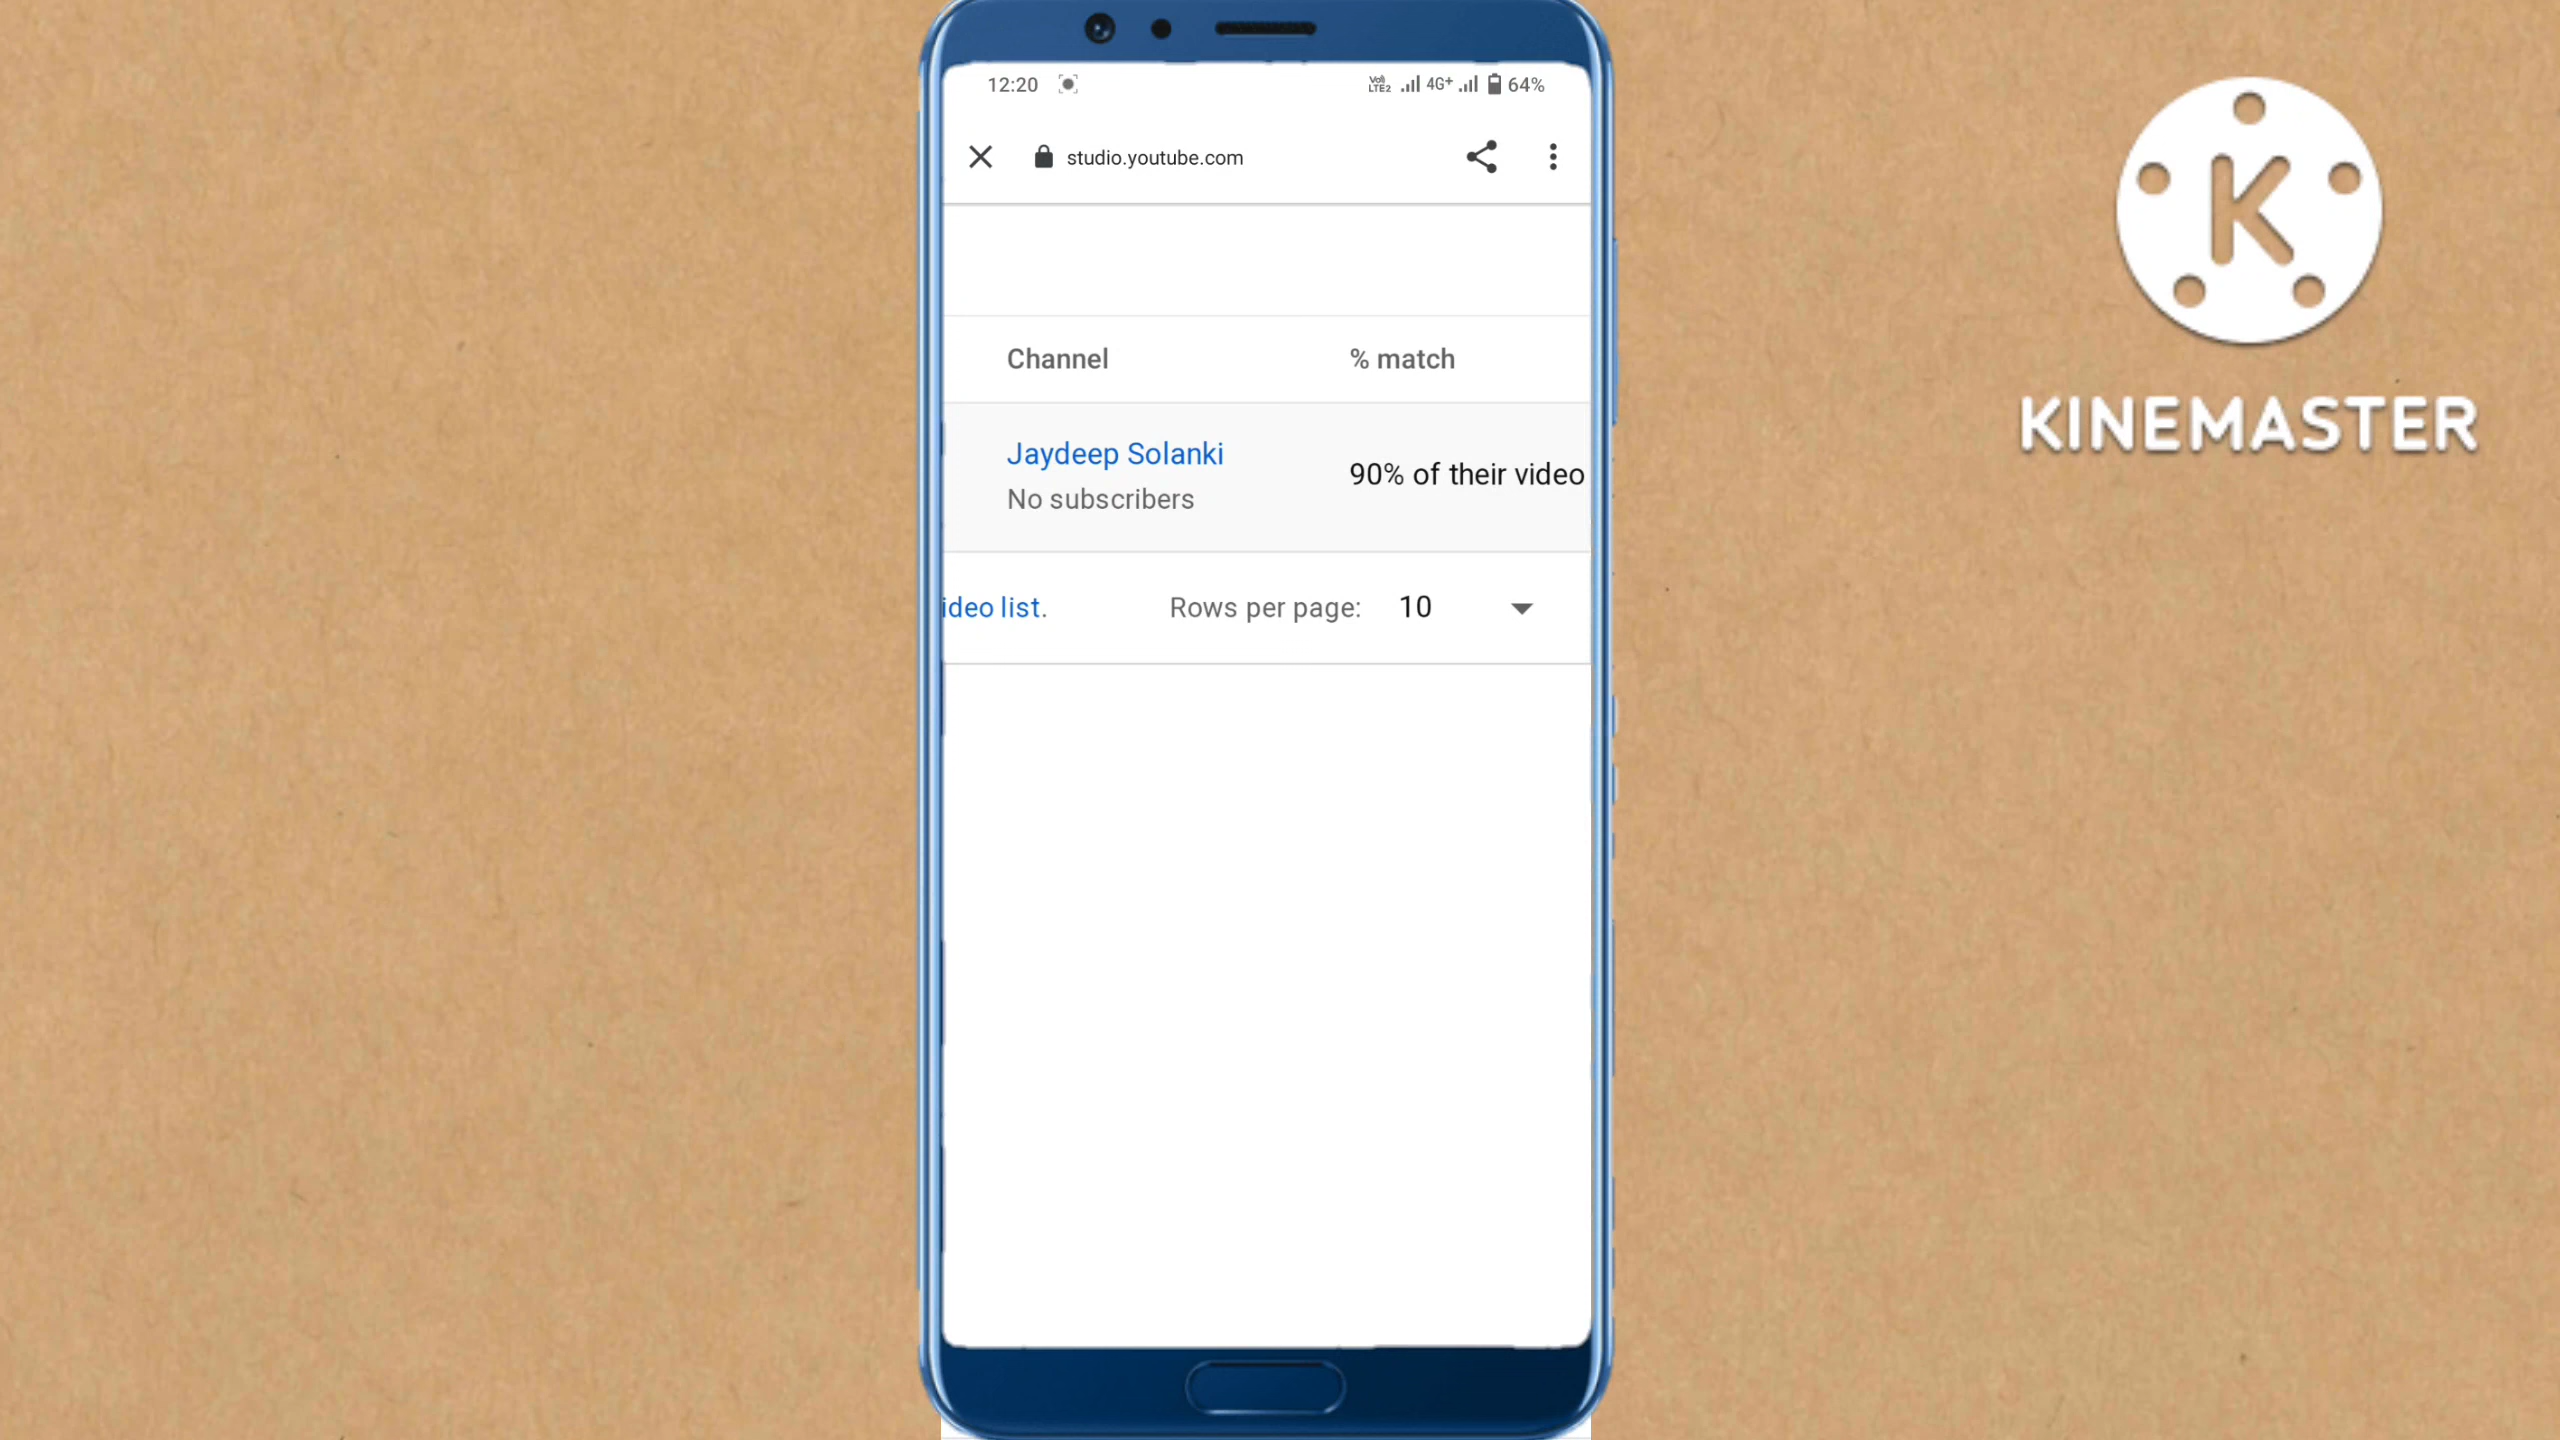 12:20 4G+ 64%
studio.youtube.com
Channel % match
Jaydeep Solanki
90% of their video
No subscribers
ideo list. Rows per page: 10
K
KINEMASTER